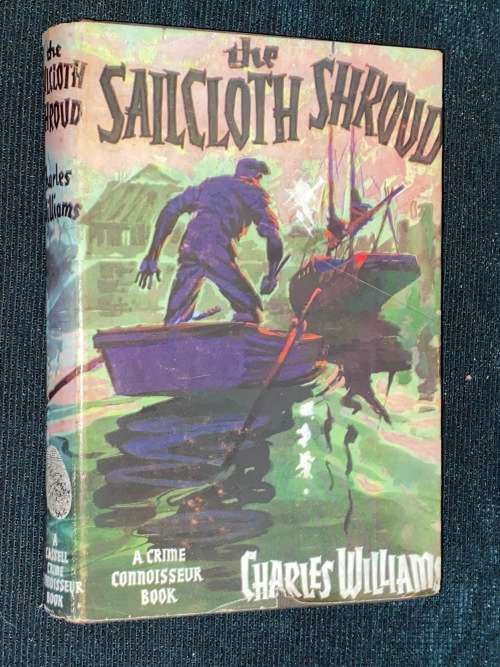 the
SAILCLOTH SHROUD
A CRIME
CONNOISSEUR
BOOK
CHARLES WILLIAMS
the
SAILCLOTH
SHROUD
Charles
Williams
A
CASSELL
CRIME
CONNOISSEUR
BOOK